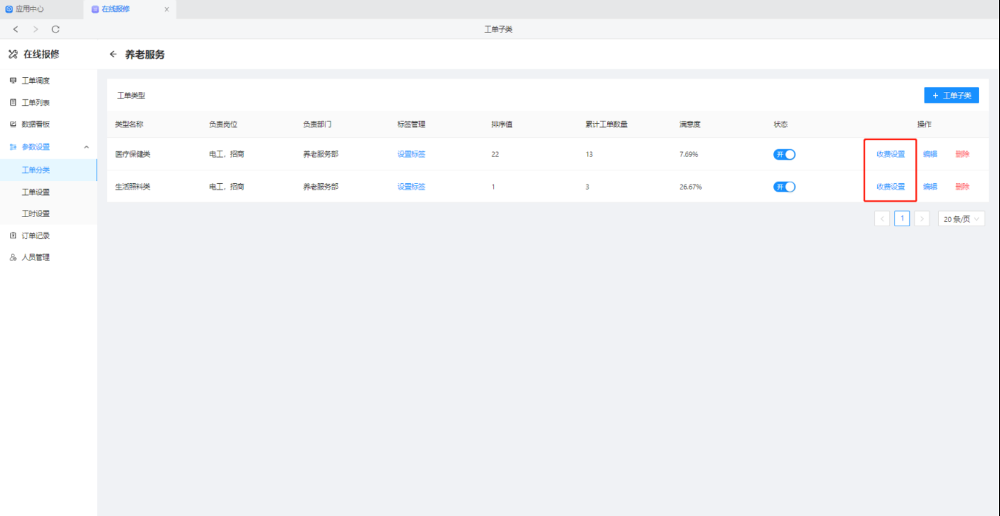 应用中心 在线报修
工单子类
在线报修 养老服务
工单调度
工单列表
数据看板
参数设置
工单分类
工单设置
工时设置
订单记录
人员管理
工单类型 + 工单子类
类型名称 负责岗位 负责部门 标签管理 排序值 累计工单数量 满意度 状态 操作
医疗保健类 电工，招商 养老服务部 设置标签 22 13 7.69% 开 收费设置 编辑 删除
生活照料类 电工，招商 养老服务部 设置标签 1 3 26.67% 开 收费设置 编辑 删除
1 20 条/页